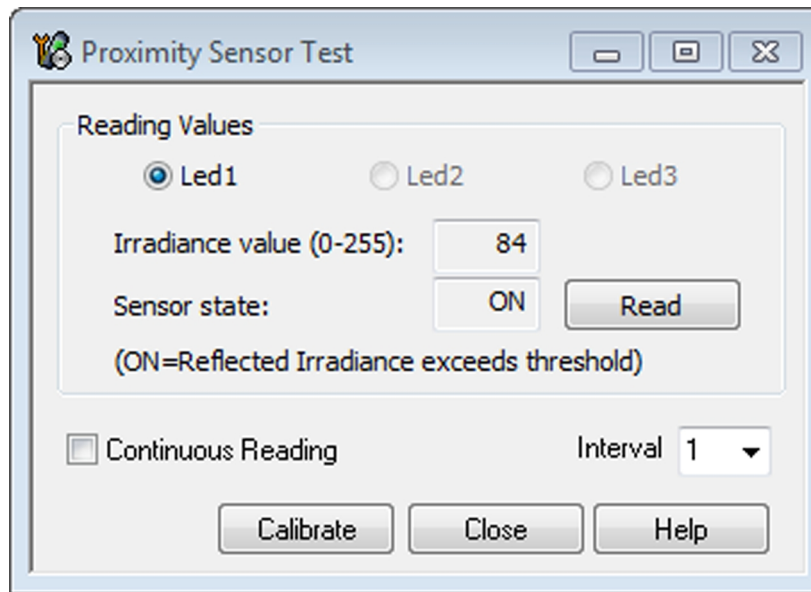 Proximity Sensor Test
Reading Values
Led1 Led2 Led3
Irradiance value (0-255): 84
Sensor state: ON Read
(ON=Reflected Irradiance exceeds threshold)
Continuous Reading Interval 1
Calibrate Close Help